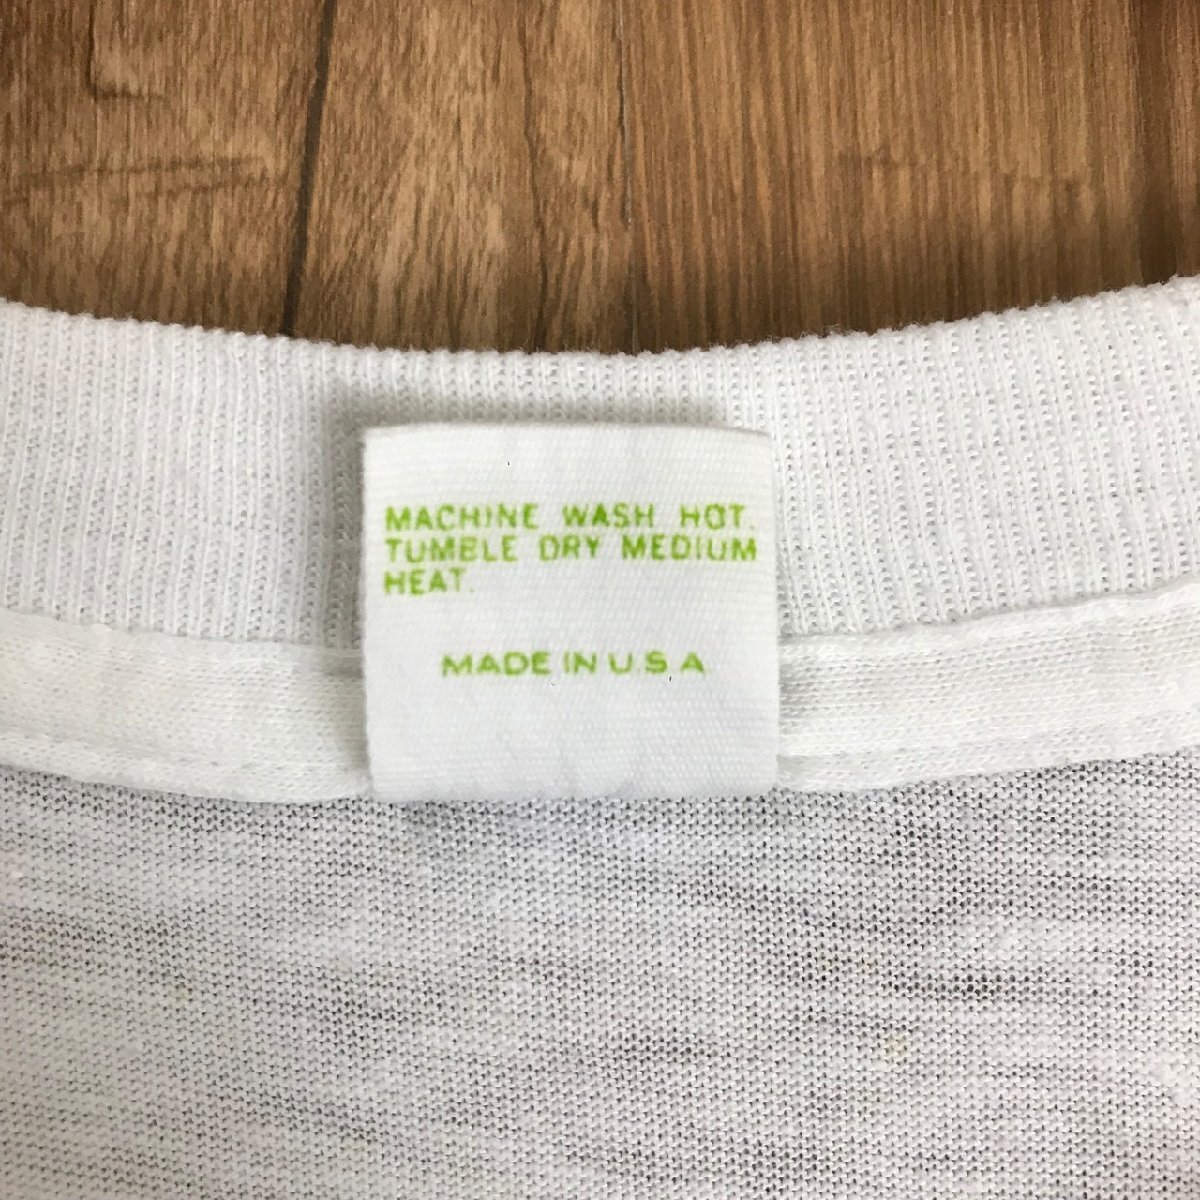 MACHINE WASH HOT.
TUMBLE DRY MEDIUM
HEAT.
MADE IN U.S.A